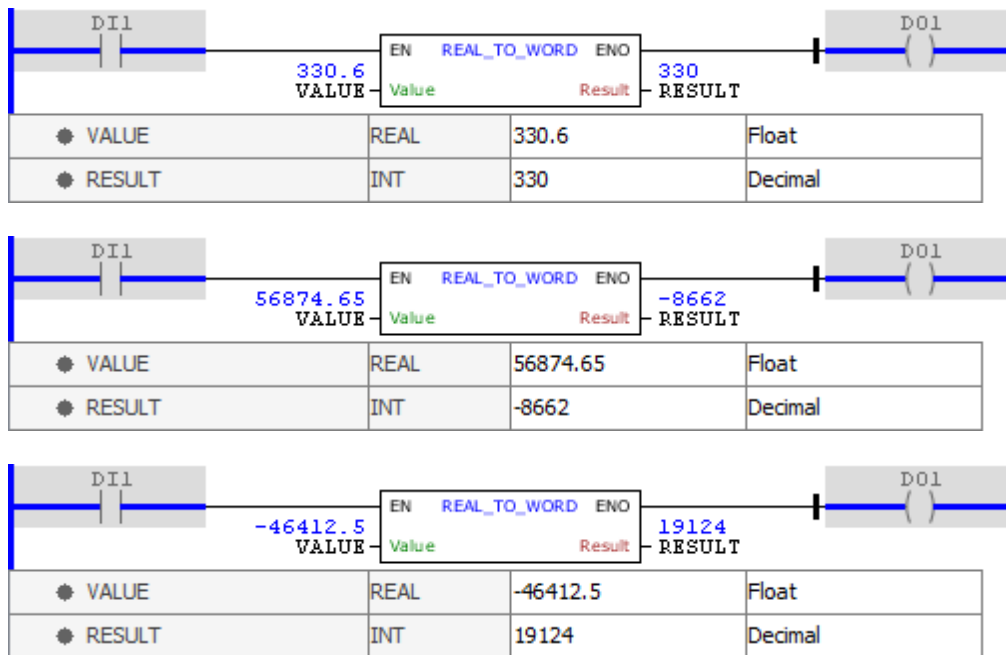 DI1 DO1
EN REAL_TO_WORD ENO
330.6 330
VALUE Value Result RESULT
VALUE REAL 330.6 Float
RESULT INT 330 Decimal
DI1 DO1
EN REAL_TO_WORD ENO
56874.65 -8662
VALUE Value Result RESULT
VALUE REAL 56874.65 Float
RESULT INT -8662 Decimal
DI1 DO1
EN REAL_TO_WORD ENO
-46412.5 19124
VALUE Value Result RESULT
VALUE REAL -46412.5 Float
RESULT INT 19124 Decimal